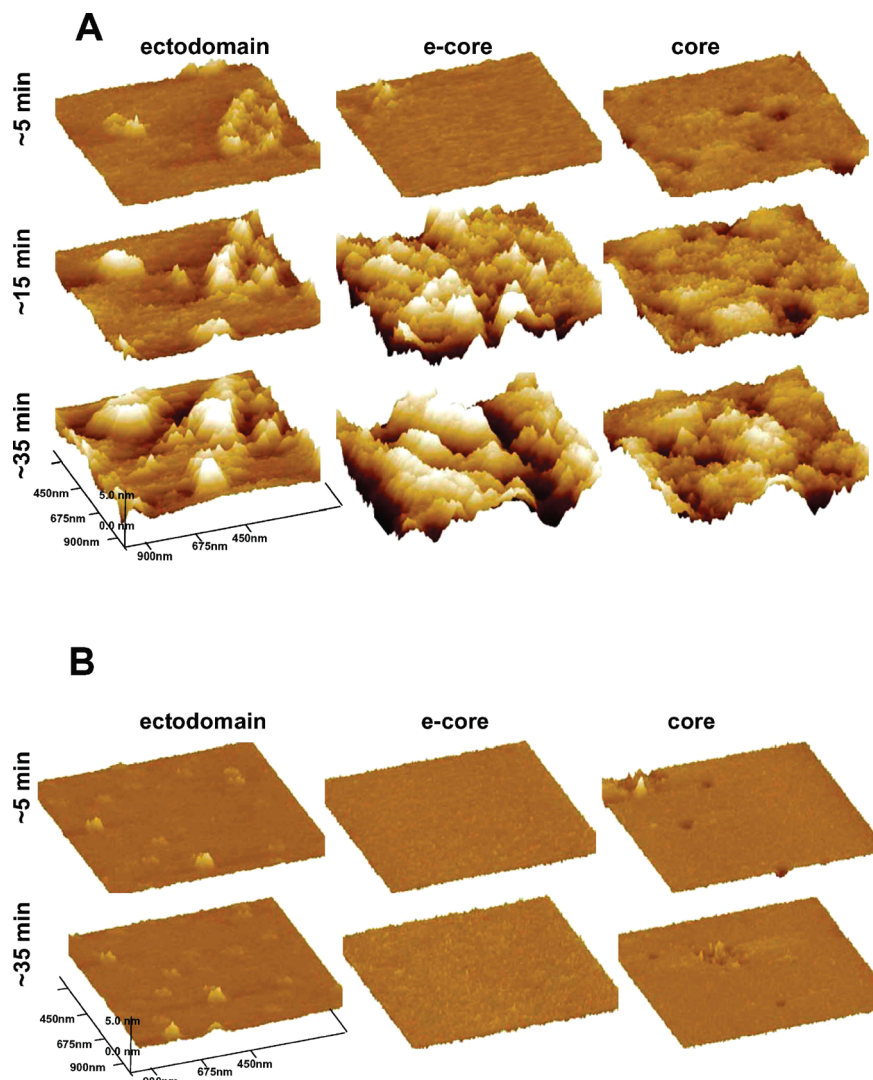 A
ectodomain e-core core
~5 min
~15 min
~35 min
450nm 5.0 nm
675nm 0.0 nm
900nm
900nm 675nm 450nm
B
ectodomain e-core core
~5 min
~35 min
450nm 5.0 nm
675nm 0.0 nm
900nm
900nm 675nm 450nm